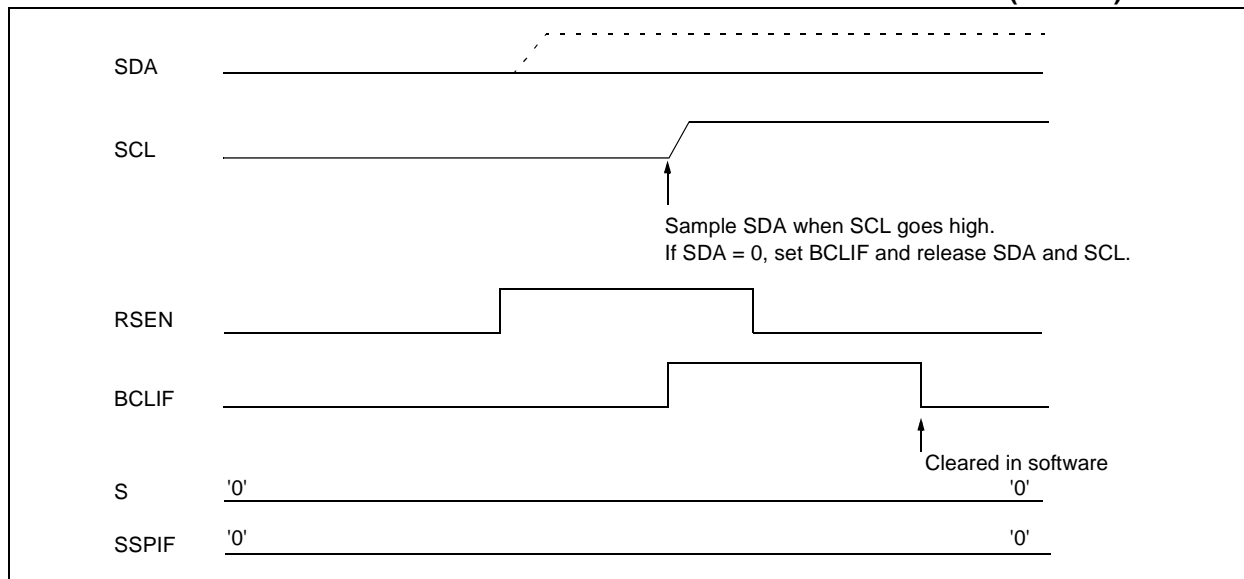 SDA
SCL
Sample SDA when SCL goes high.
If SDA = 0, set BCLIF and release SDA and SCL.
RSEN
BCLIF
Cleared in software
S '0' '0'
SSPIF '0' '0'